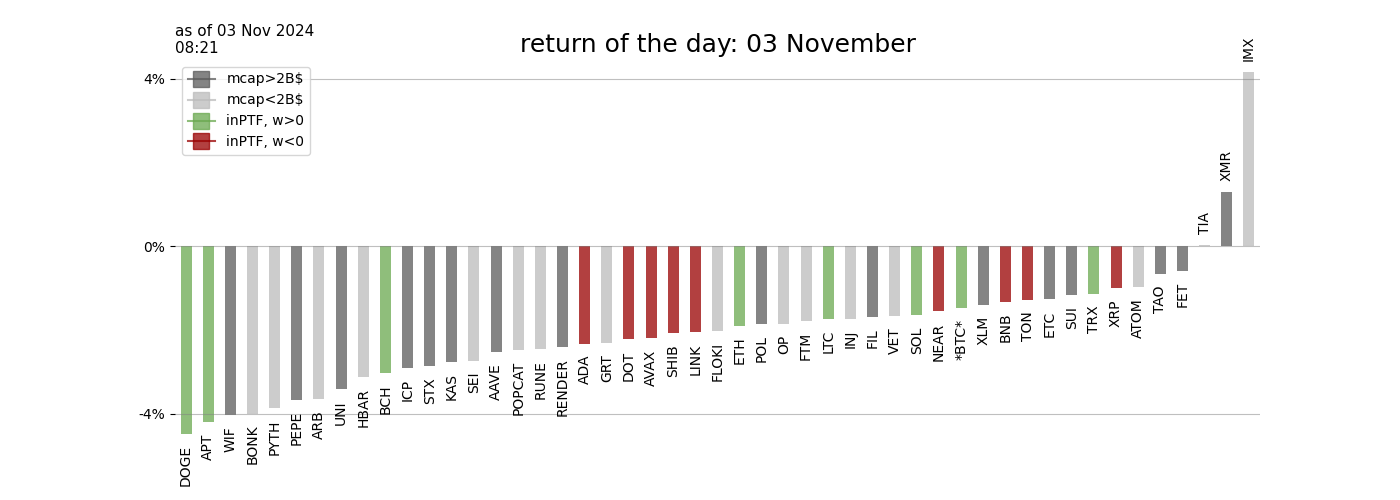 as of 03 Nov 2024
08:21
return of the day: 03 November
mcap>2B$
mcap<2B$
inPTF, w>0
inPTF, w<0
4%
0%
-4%
DOGE
APT
WIF
BONK
PYTH
PEPE
ARB
UNI
HBAR
BCH
ICP
STX
KAS
SEI
AAVE
POPCAT
RUNE
RENDER
ADA
GRT
DOT
AVAX
SHIB
LINK
FLOKI
ETH
POL
OP
FTM
LTC
INJ
FIL
VET
SOL
NEAR
*BTC*
XLM
BNB
TON
ETC
SUI
TRX
XRP
ATOM
TAO
FET
TIA
XMR
IMX